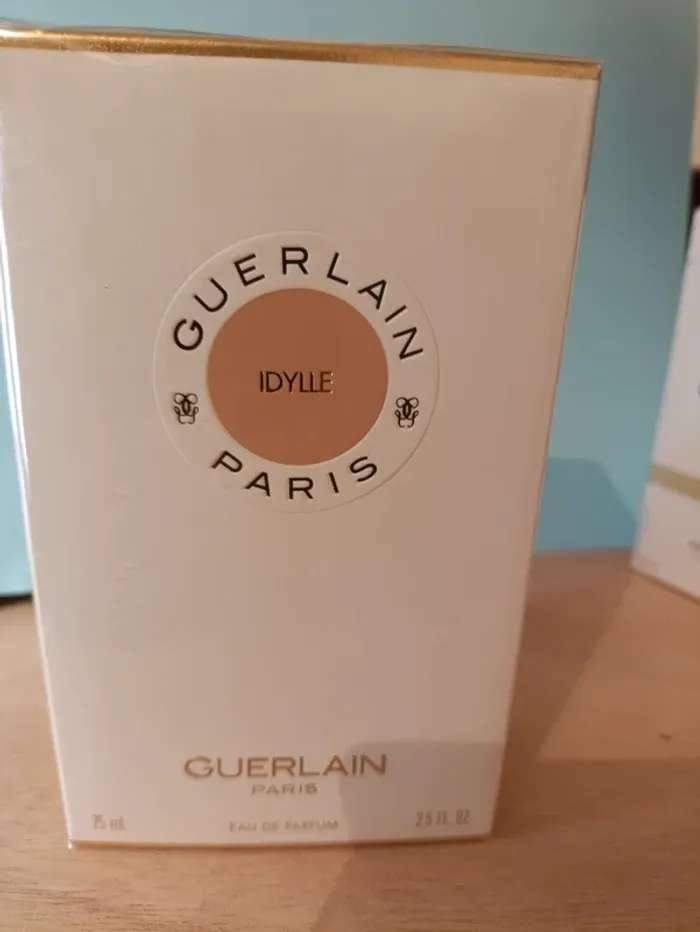 GUERLAIN
IDYLLE
PARIS
GUERLAIN
PARIS
75 mL EAU DE PARFUM 2.5 FL. OZ.